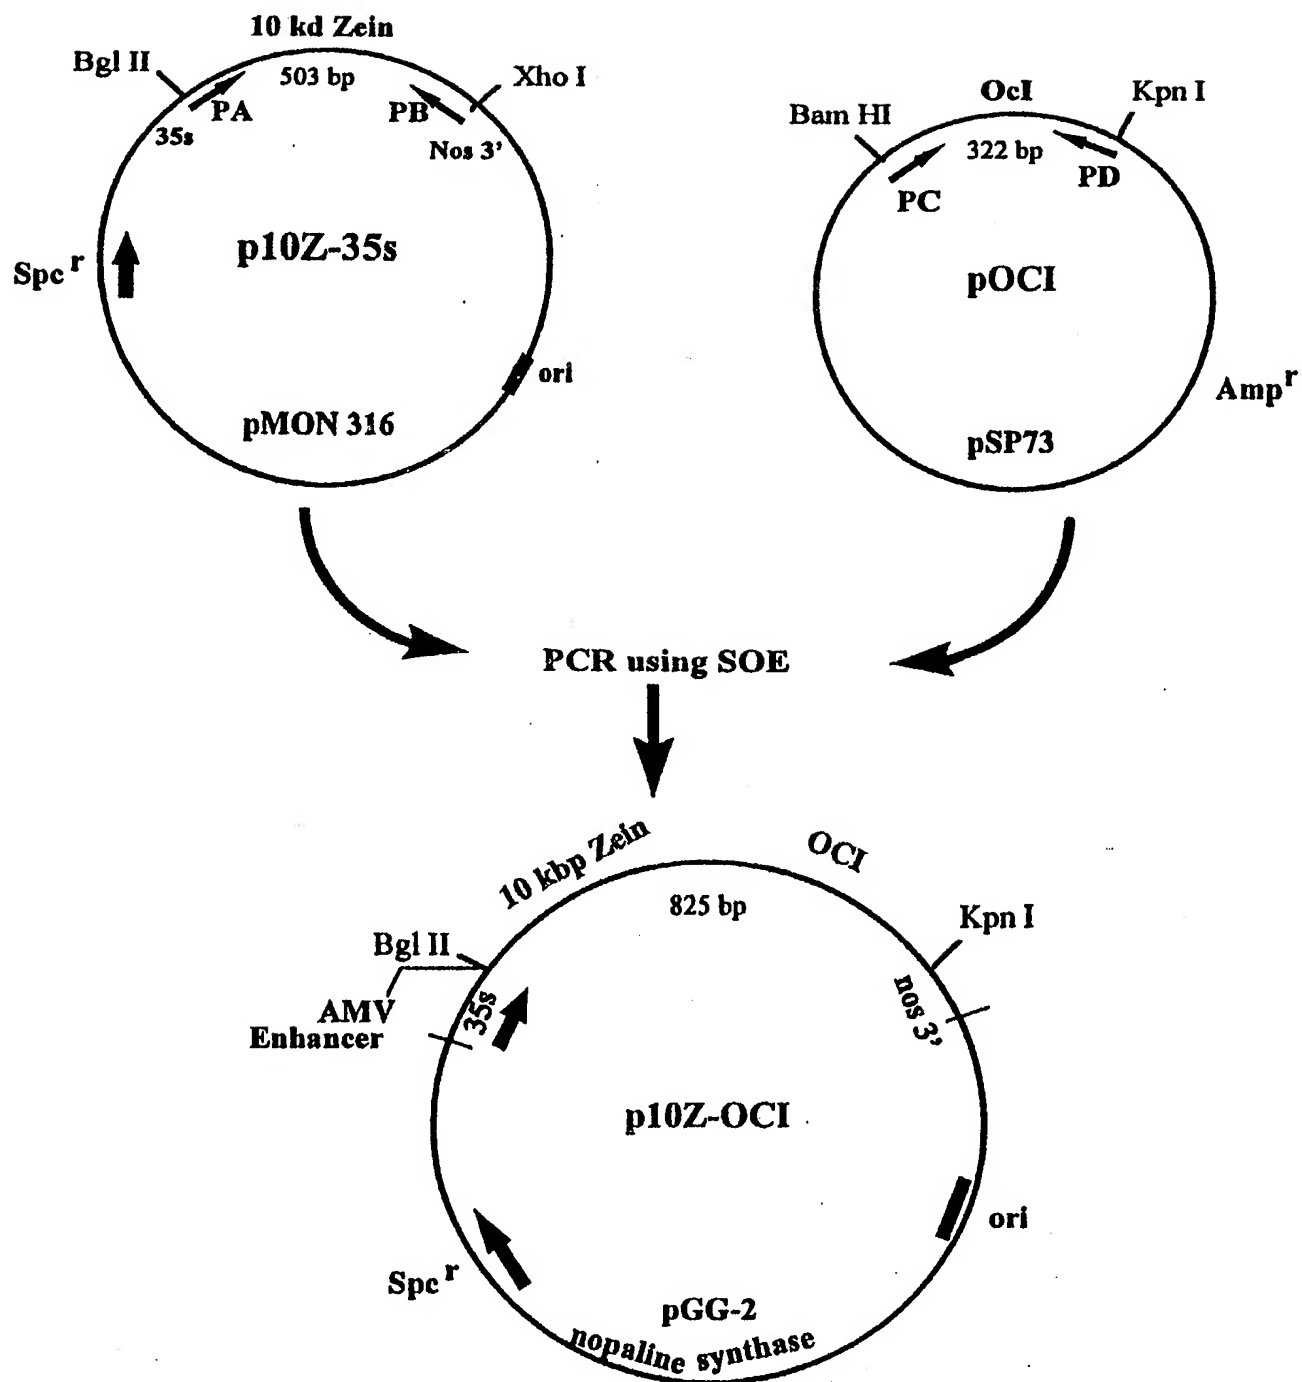 10 kd Zein
Bgl II
503 bp
Xho I
PA
PB
35s
Nos 3'
p10Z-35s
Spc r
ori
pMON 316
OcI
Bam HI
Kpn I
322 bp
PC
PD
pOCI
Amp r
pSP73
PCR using SOE
10 kbp Zein
OCI
825 bp
Bgl II
Kpn I
AMV
Enhancer
35s
nos 3'
p10Z-OCI
ori
Spc r
pGG-2
nopaline synthase